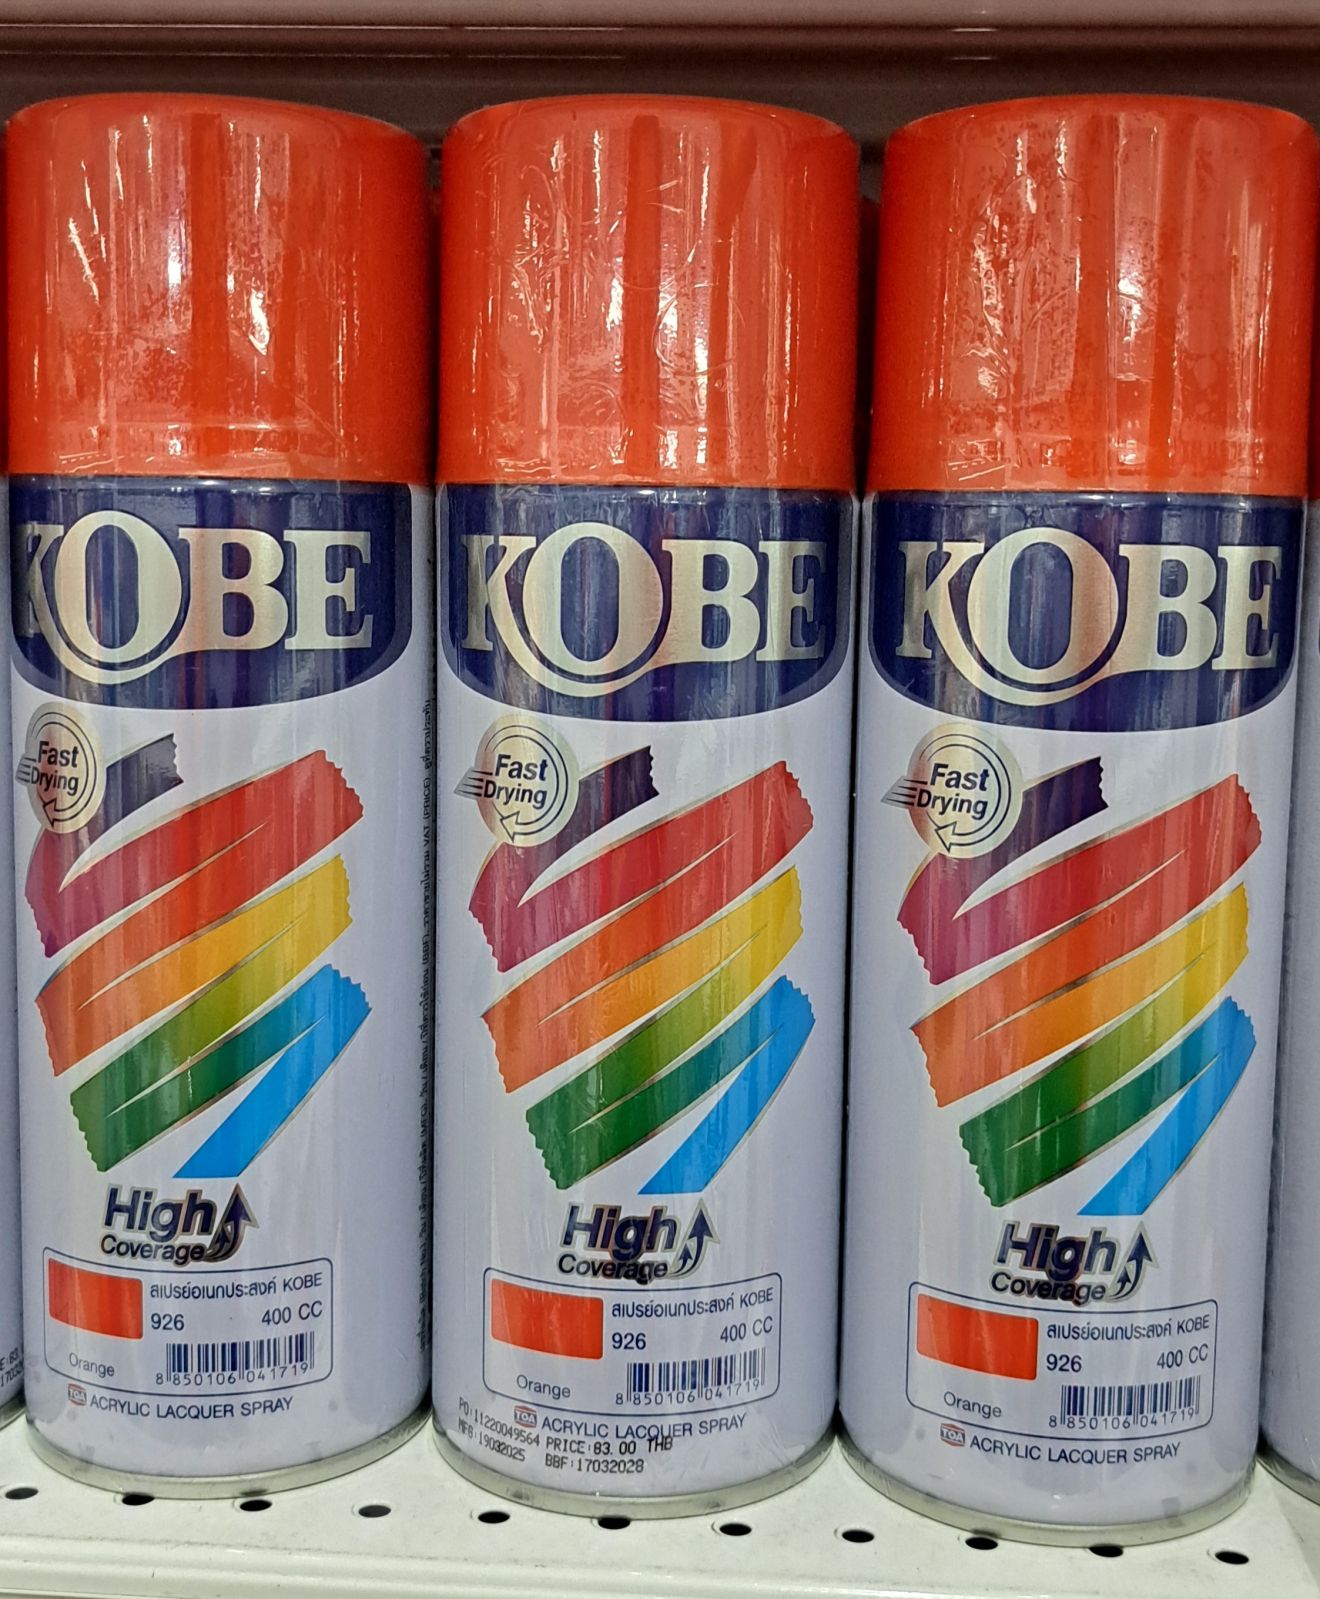 KOBE
Fast
Drying
High
Coverage
สเปรย์อเนกประสงค์ KOBE
926 400 CC
Orange
8 850106 041719
TOA ACRYLIC LACQUER SPRAY
KOBE
Fast
Drying
High
Coverage
สเปรย์อเนกประสงค์ KOBE
926 400 CC
Orange
8 850106 041719
TOA ACRYLIC LACQUER SPRAY
PO:11220049564 PRICE:83.00 THB
MFG:19032025 BBF:17032028
KOBE
Fast
Drying
High
Coverage
สเปรย์อเนกประสงค์ KOBE
926 400 CC
Orange
8 850106 041719
TOA ACRYLIC LACQUER SPRAY